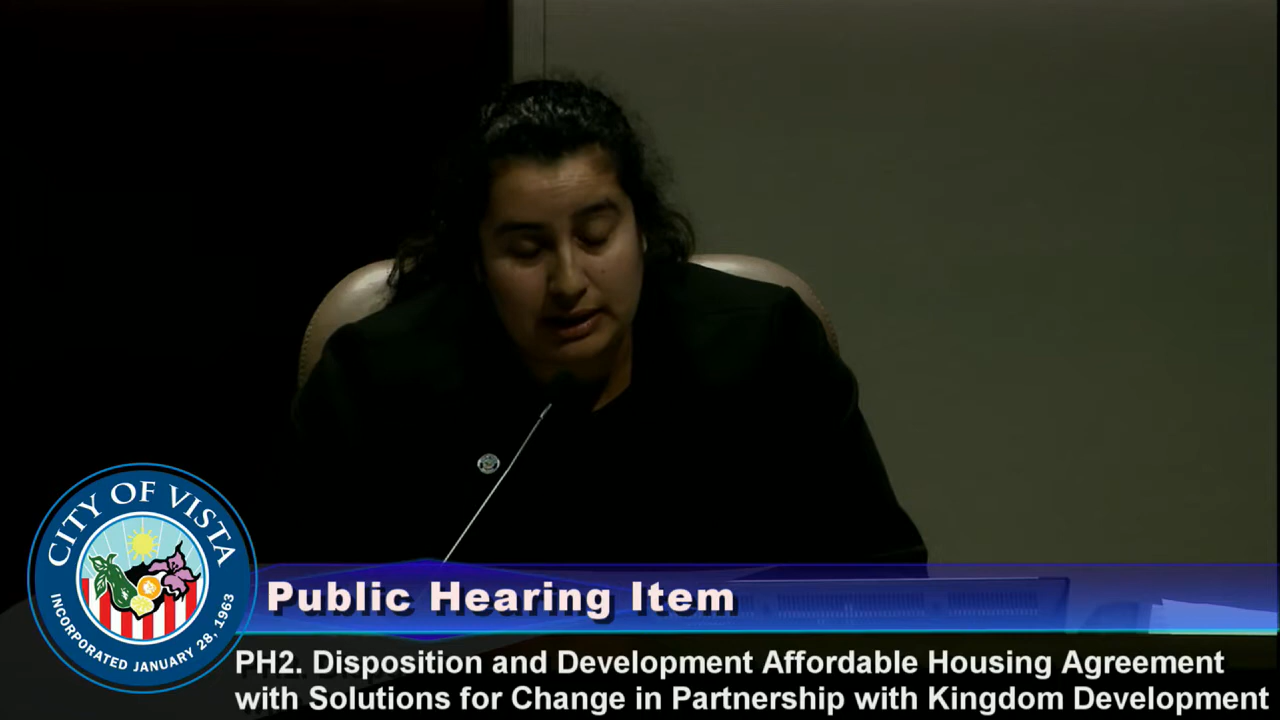 CITY OF VISTA
INCORPORATED JANUARY 28, 1963
Public Hearing Item
PH2. Disposition and Development Affordable Housing Agreement
with Solutions for Change in Partnership with Kingdom Development